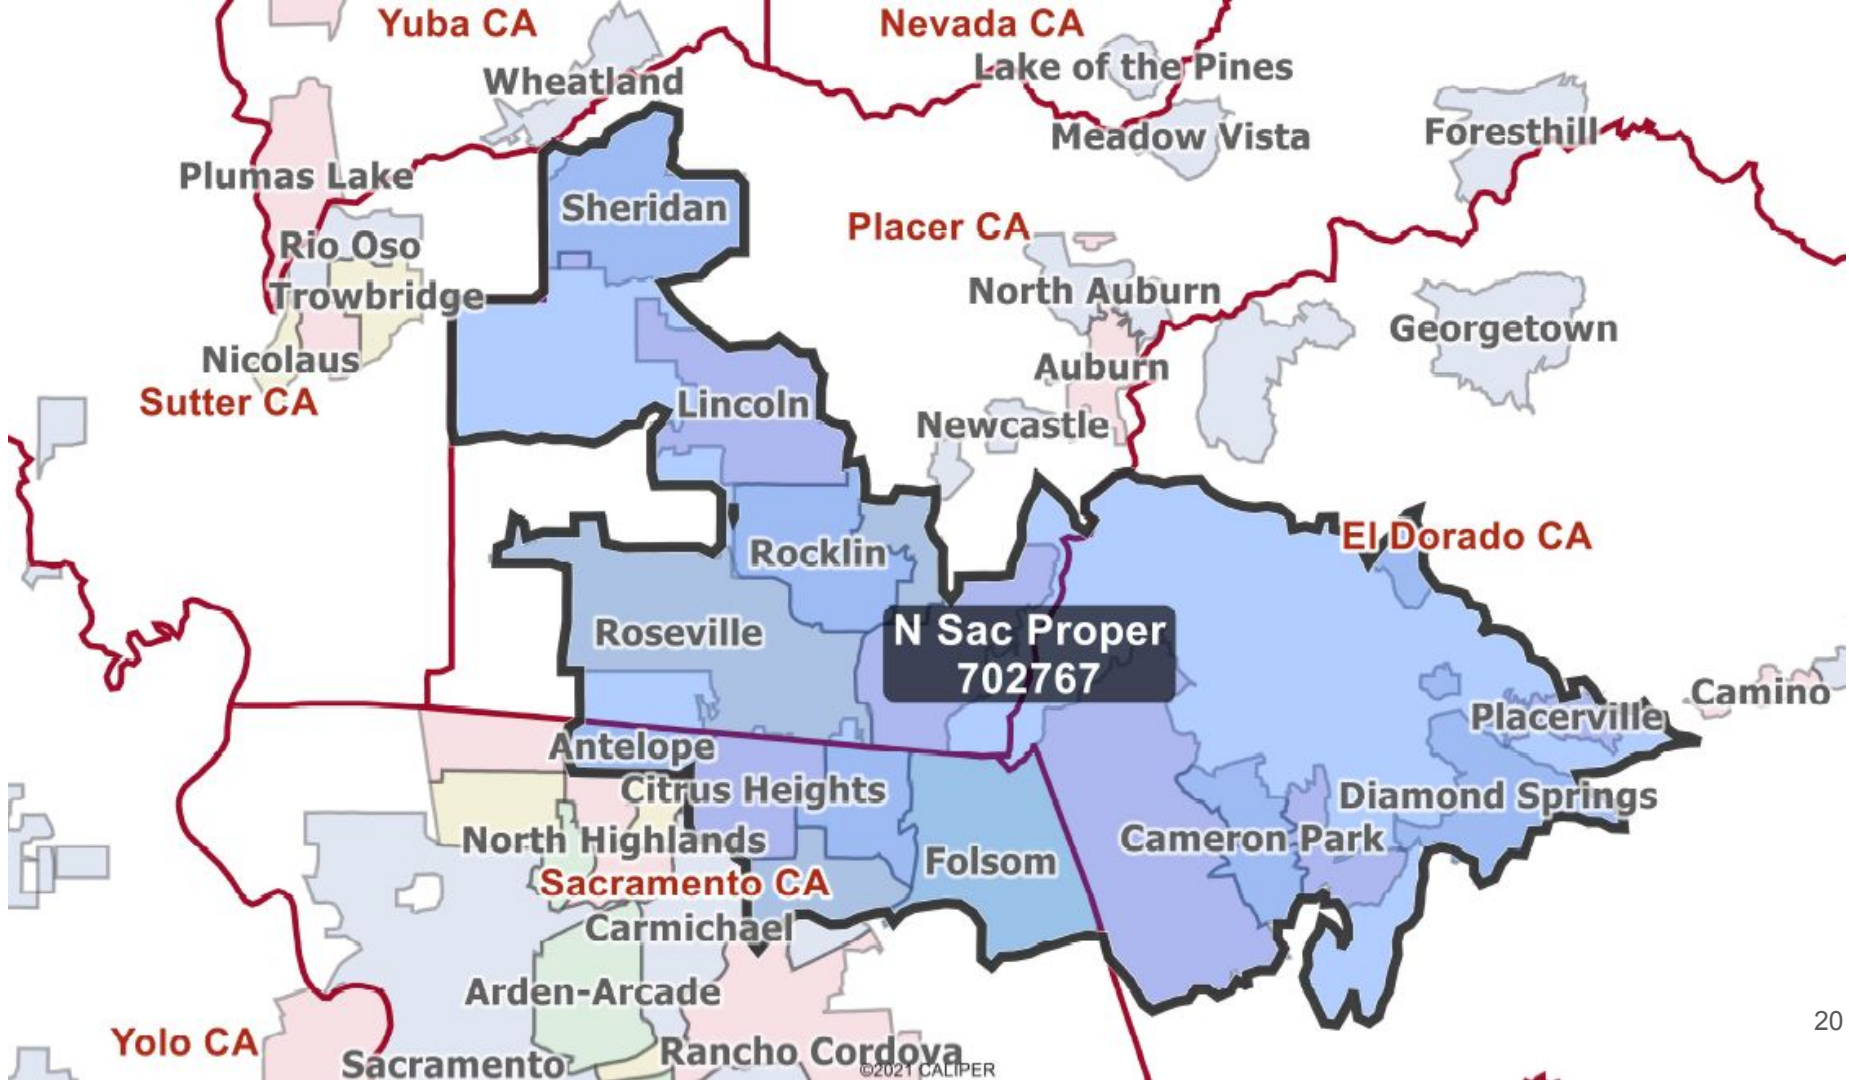 Yuba CA
Nevada CA
Lake of the Pines
Wheatland
Meadow Vista
Foresthill
Plumas Lake
Sheridan
Placer CA
Rio Oso
North Auburn
Trowbridge
Georgetown
Nicolaus
Auburn
Sutter CA
Lincoln
Newcastle
El Dorado CA
Rocklin
Roseville
N Sac Proper
702767
Camino
Placerville
Antelope
Citrus Heights
Diamond Springs
North Highlands
Cameron Park
Folsom
Sacramento CA
Carmichael
Arden-Arcade
20
Yolo CA
Sacramento
Rancho Cordova
©2021 CALIPER